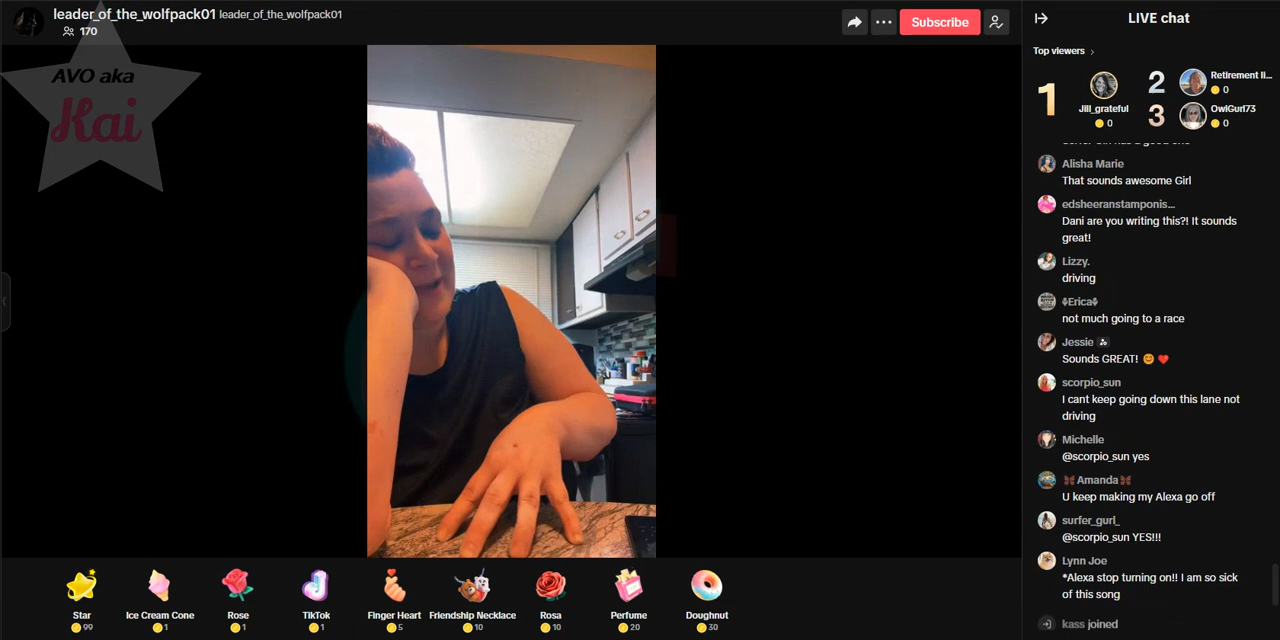 leader_of_the_wolfpack01 leader_of_the_wolfpack01
170
Subscribe
AVO aka
Kai
LIVE chat
Top viewers >
1
Jill_grateful
0
2
Retirement li...
0
3
OwlGurl73
0
Alisha Marie
That sounds awesome Girl
edsheeranstamponis...
Dani are you writing this?! It sounds
great!
Lizzy.
driving
Erica
not much going to a race
Jessie
Sounds GREAT! 😊 ❤️
scorpio_sun
I cant keep going down this lane not
driving
Michelle
@scorpio_sun yes
Amanda
U keep making my Alexa go off
surfer_gurl_
@scorpio_sun YES!!!
Lynn Joe
*Alexa stop turning on!! I am so sick
of this song
kass joined
Star
99
Ice Cream Cone
1
Rose
1
TikTok
1
Finger Heart
5
Friendship Necklace
10
Rosa
10
Perfume
20
Doughnut
30